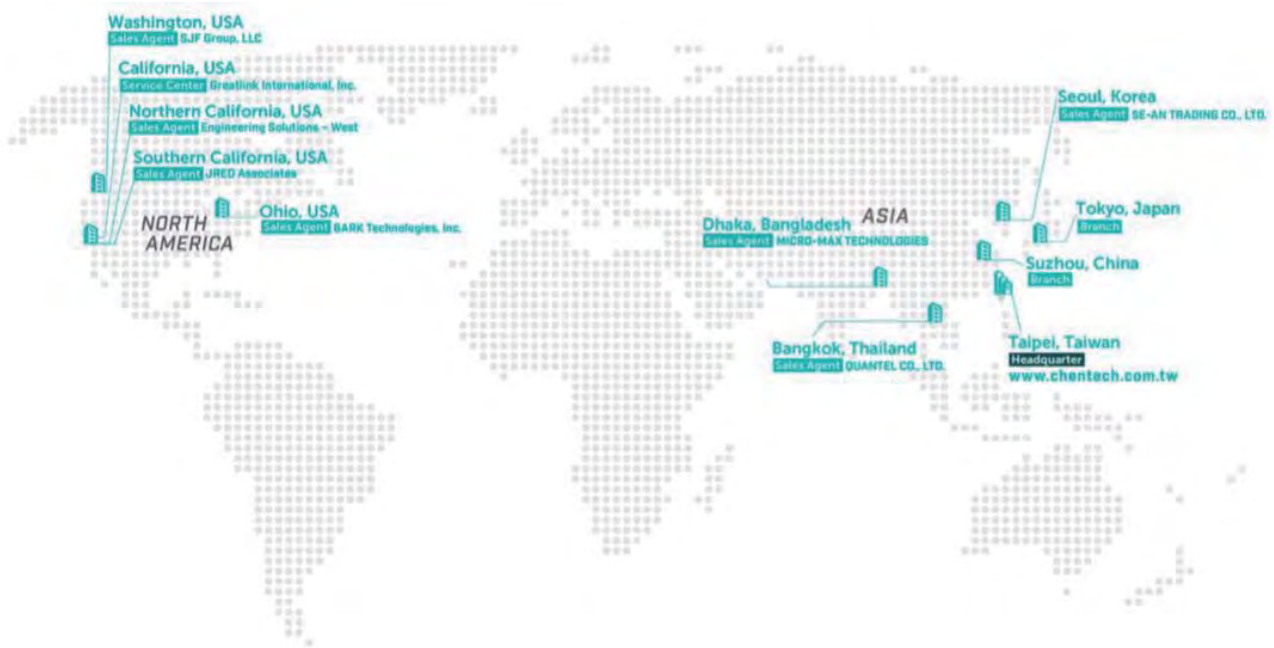 Washington, USA
Sales Agent SJF Group, LLC
California, USA
Service Center Greatlink International, Inc.
Northern California, USA
Sales Agent Engineering Solutions - West
Southern California, USA
Sales Agent JRED Associates
NORTH
AMERICA
Ohio, USA
Sales Agent BARK Technologies, Inc.
ASIA
Dhaka, Bangladesh
Sales Agent MICRO-MAX TECHNOLOGIES
Bangkok, Thailand
Sales Agent QUANTEL CO., LTD.
Seoul, Korea
Sales Agent SE-AN TRADING CO., LTD.
Tokyo, Japan
Branch
Suzhou, China
Branch
Taipei, Taiwan
Headquarter
www.chentech.com.tw